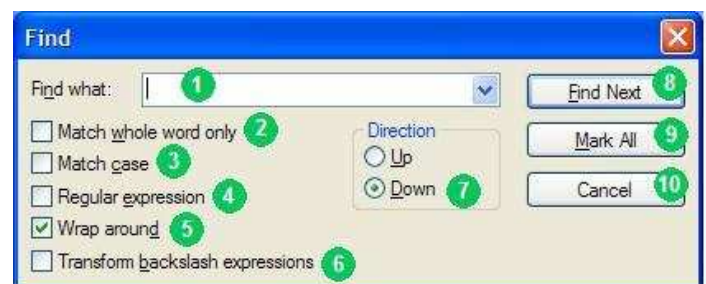 Find
Find what: 1 Find Next 8
Match whole word only 2 Direction Mark All 9
Match case 3 Up
Regular expression 4 Down 7 Cancel 10
Wrap around 5
Transform backslash expressions 6